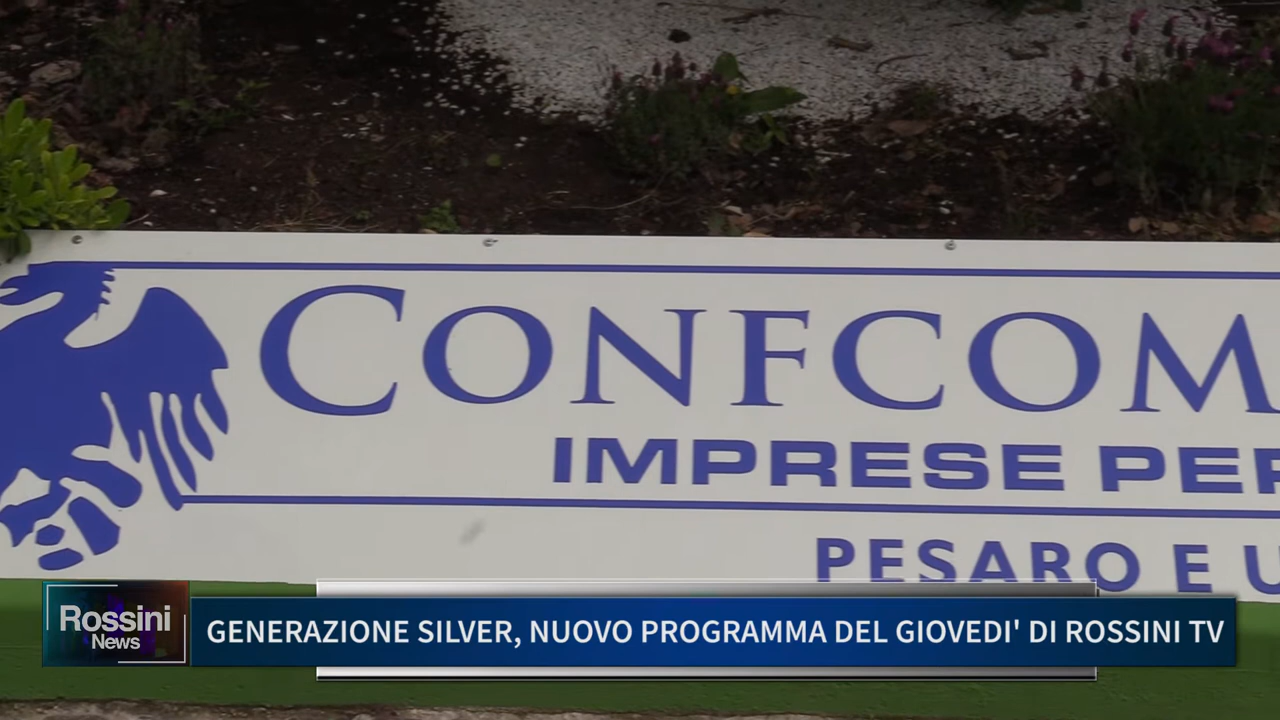 CONFCOM
IMPRESE PER
PESARO E U
Rossini
News
GENERAZIONE SILVER, NUOVO PROGRAMMA DEL GIOVEDI' DI ROSSINI TV